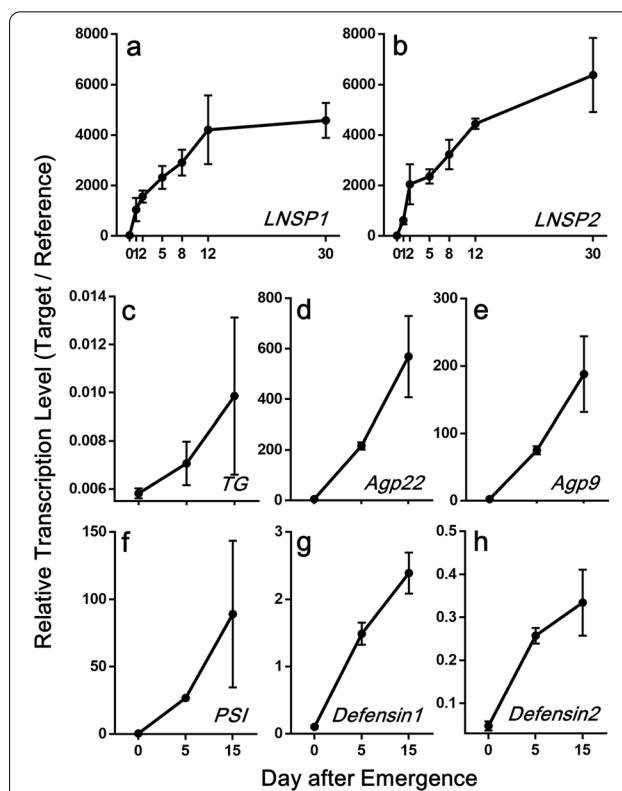 Relative Transcription Level (Target / Reference)
a
8000
6000
4000
2000
0
0 1 2 5 8 12 30
LNSP1
b
8000
6000
4000
2000
0
0 1 2 5 8 12 30
LNSP2
c
0.014
0.012
0.010
0.008
0.006
TG
d
800
600
400
200
0
Agp22
e
300
200
100
0
Agp9
f
150
100
50
0
0 5 15
PSI
g
3
2
1
0
0 5 15
Defensin1
h
0.5
0.4
0.3
0.2
0.1
0 5 15
Defensin2
Day after Emergence